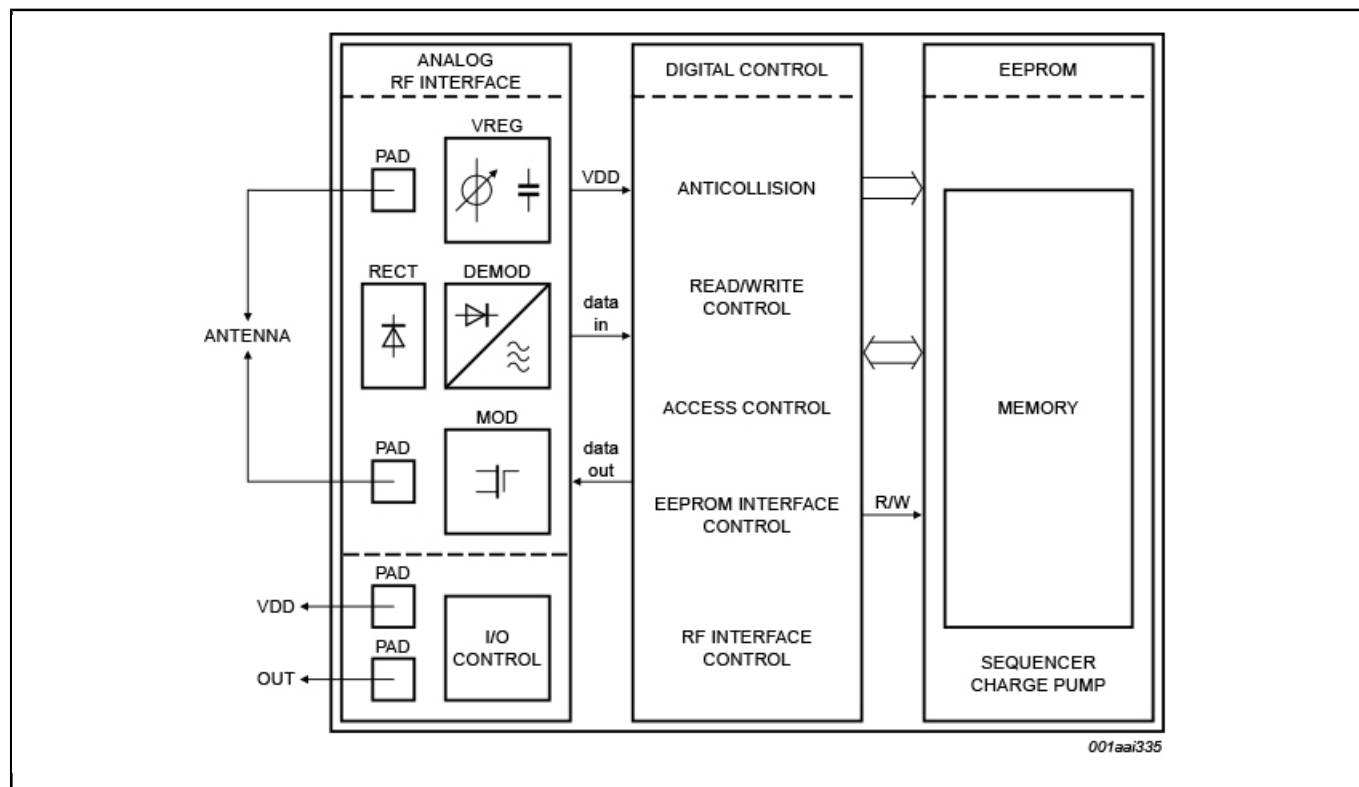 ANALOG
RF INTERFACE
VREG
PAD
RECT
DEMOD
ANTENNA
MOD
PAD
PAD
VDD
PAD
OUT
I/O
CONTROL
VDD
data
in
data
out
DIGITAL CONTROL
ANTICOLLISION
READ/WRITE
CONTROL
ACCESS CONTROL
EEPROM INTERFACE
CONTROL
RF INTERFACE
CONTROL
R/W
EEPROM
MEMORY
SEQUENCER
CHARGE PUMP
001aai335